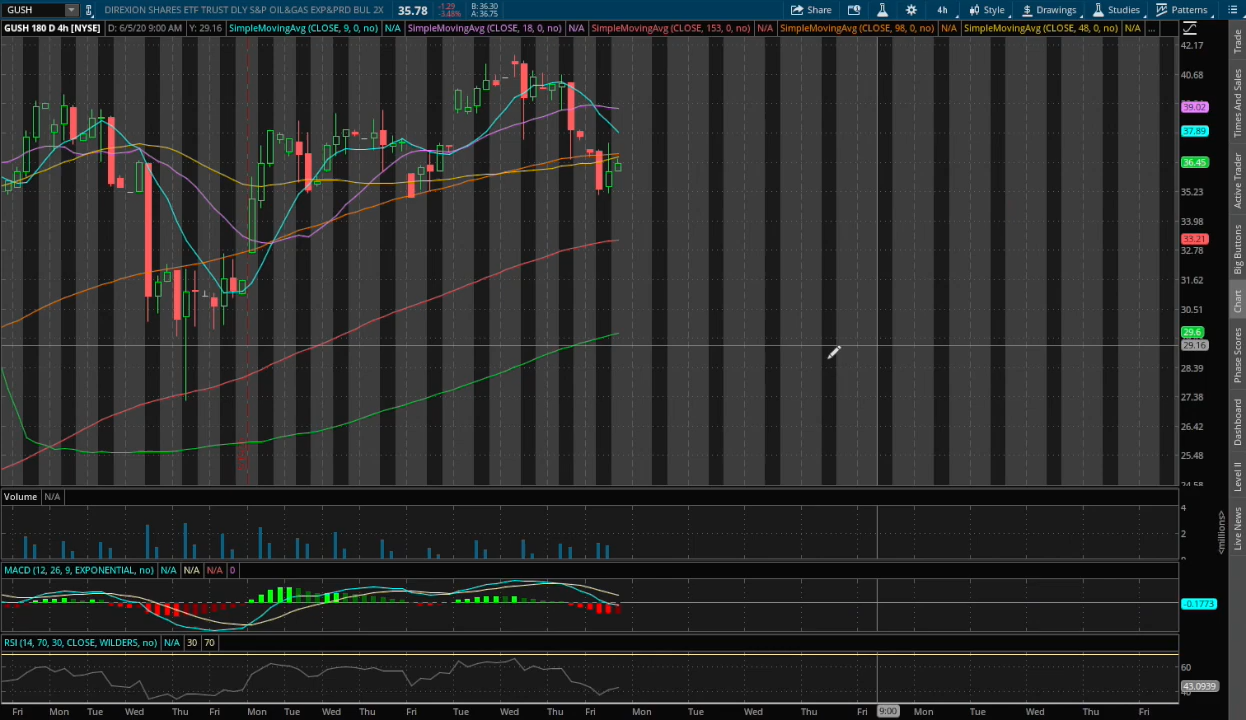 GUSH DIREXION SHARES ETF TRUST DLY S&P OIL&GAS EXP&PRD BUL 2X 35.78 -1.29 -3.48% B: 36.30 A: 36.75 Share 4h Style Drawings Studies Patterns
GUSH 180 D 4h [NYSE] D: 6/5/20 9:00 AM Y: 29.16 SimpleMovingAvg (CLOSE, 9, 0, no) N/A SimpleMovingAvg (CLOSE, 18, 0, no) N/A SimpleMovingAvg (CLOSE, 153, 0, no) N/A SimpleMovingAvg (CLOSE, 98, 0, no) N/A SimpleMovingAvg (CLOSE, 48, 0, no) N/A ...
42.17
40.68
39.02
37.89
36.45
35.23
33.98
33.21
32.78
31.62
30.51
29.6
29.16
28.39
27.38
26.42
25.48
24.58
Volume N/A
4
2
0
<millions>
MACD (12, 26, 9, EXPONENTIAL, no) N/A N/A N/A 0
-0.1773
RSI (14, 70, 30, CLOSE, WILDERS, no) N/A 30 70
60
43.0939
40
Fri Mon Tue Wed Thu Fri Mon Tue Wed Thu Fri Tue Wed Thu Fri Mon Tue Wed Thu Fri 9:00 Mon Tue Wed Thu Fri
Trade
Times And Sales
Active Trader
Big Buttons
Chart
Phase Scores
Dashboard
Level II
Live News